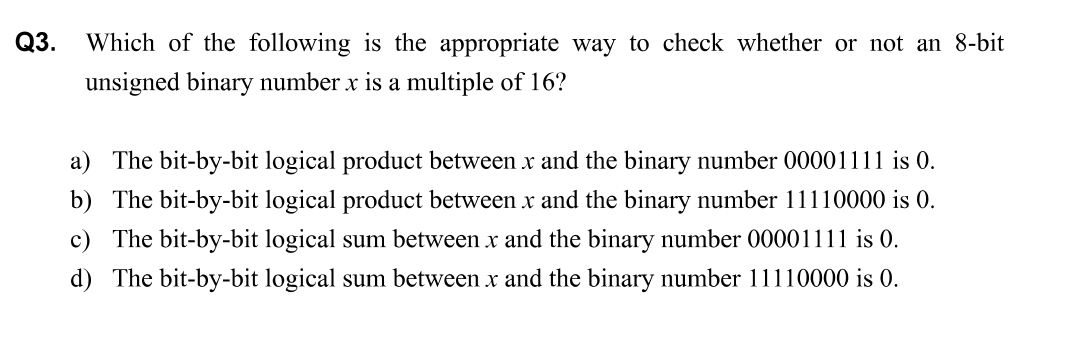 Q3. Which of the following is the appropriate way to check whether or not an 8-bit
unsigned binary number x is a multiple of 16?
a) The bit-by-bit logical product between x and the binary number 00001111 is 0.
b) The bit-by-bit logical product between x and the binary number 11110000 is 0.
c) The bit-by-bit logical sum between x and the binary number 00001111 is 0.
d) The bit-by-bit logical sum between x and the binary number 11110000 is 0.